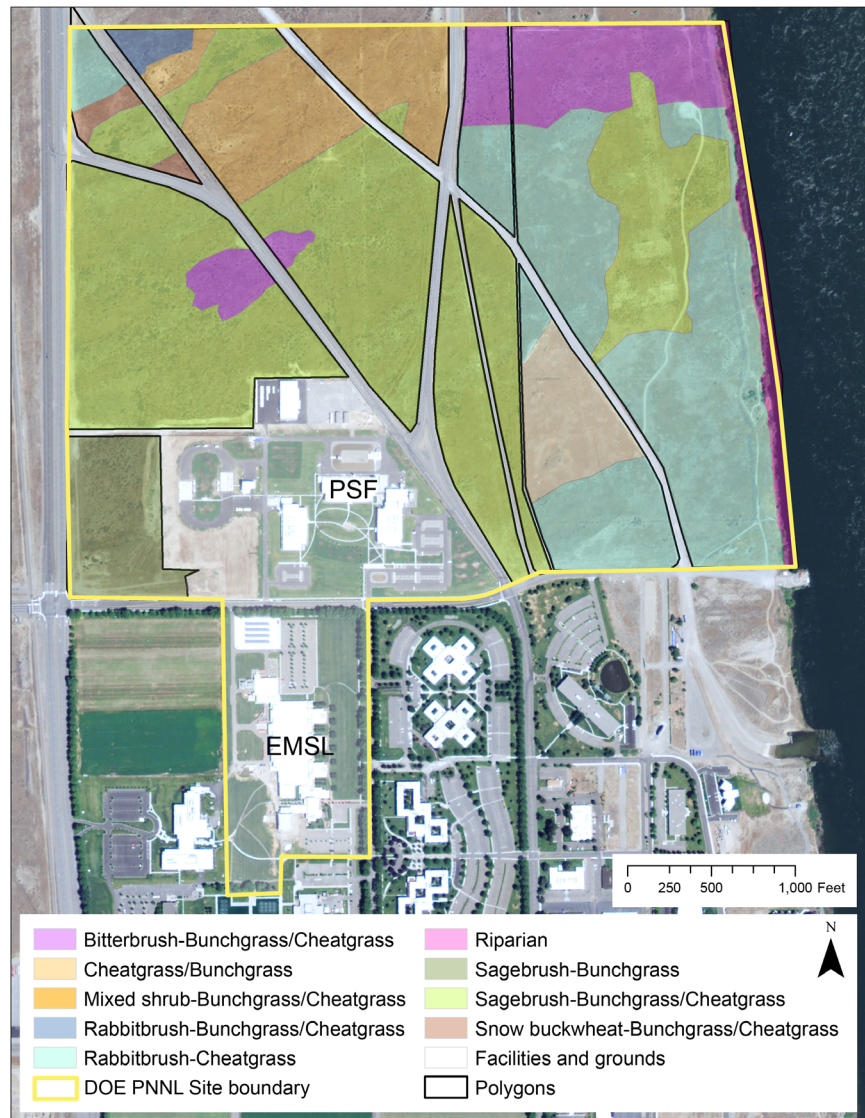 PSF
EMSL
0 250 500 1,000 Feet
N
Bitterbrush-Bunchgrass/Cheatgrass
Cheatgrass/Bunchgrass
Mixed shrub-Bunchgrass/Cheatgrass
Rabbitbrush-Bunchgrass/Cheatgrass
Rabbitbrush-Cheatgrass
DOE PNNL Site boundary
Riparian
Sagebrush-Bunchgrass
Sagebrush-Bunchgrass/Cheatgrass
Snow buckwheat-Bunchgrass/Cheatgrass
Facilities and grounds
Polygons